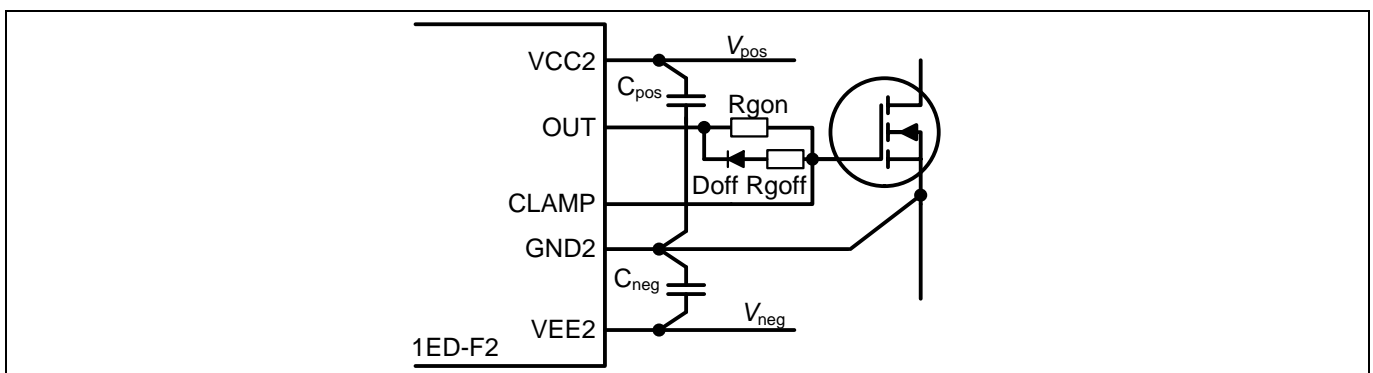 VCC2
Vpos
Cpos
Rgon
OUT
Doff Rgoff
CLAMP
GND2
Cneg
Vneg
VEE2
1ED-F2